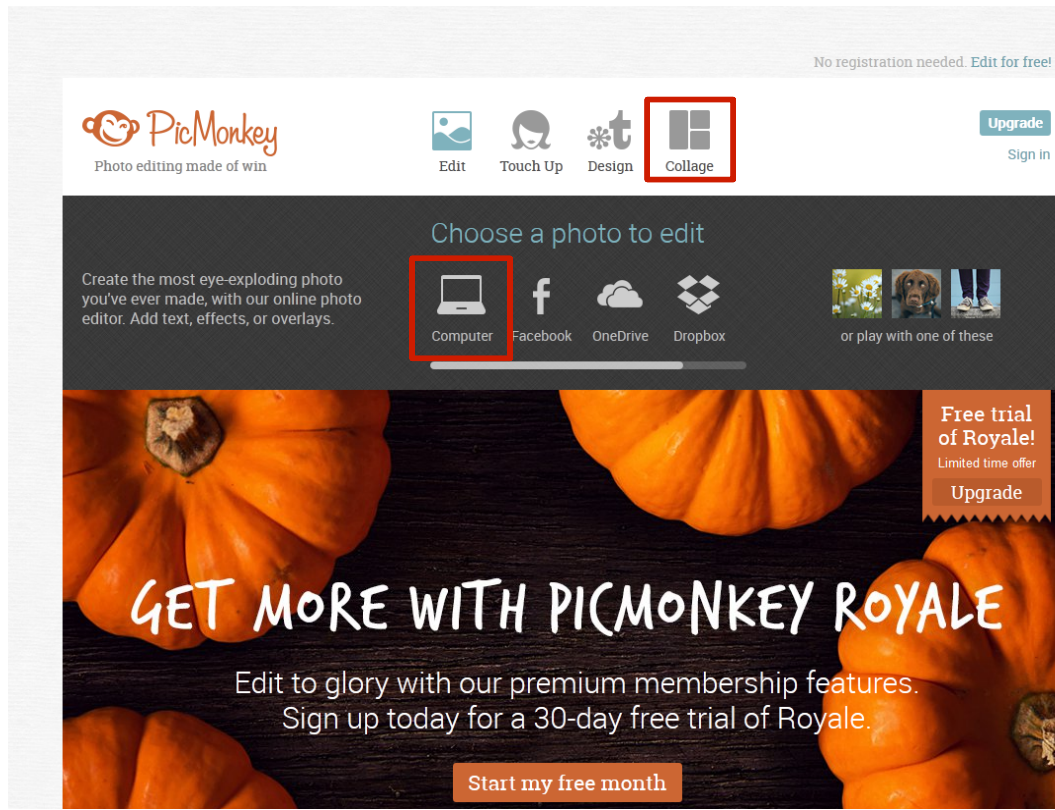 No registration needed. Edit for free!
PicMonkey
Photo editing made of win
Edit
Touch Up
Design
Collage
Upgrade
Sign in
Choose a photo to edit
Create the most eye-exploding photo
you've ever made, with our online photo
editor. Add text, effects, or overlays.
Computer
Facebook
OneDrive
Dropbox
or play with one of these
Free trial
of Royale!
Limited time offer
Upgrade
GET MORE WITH PICMONKEY ROYALE
Edit to glory with our premium membership features.
Sign up today for a 30-day free trial of Royale.
Start my free month